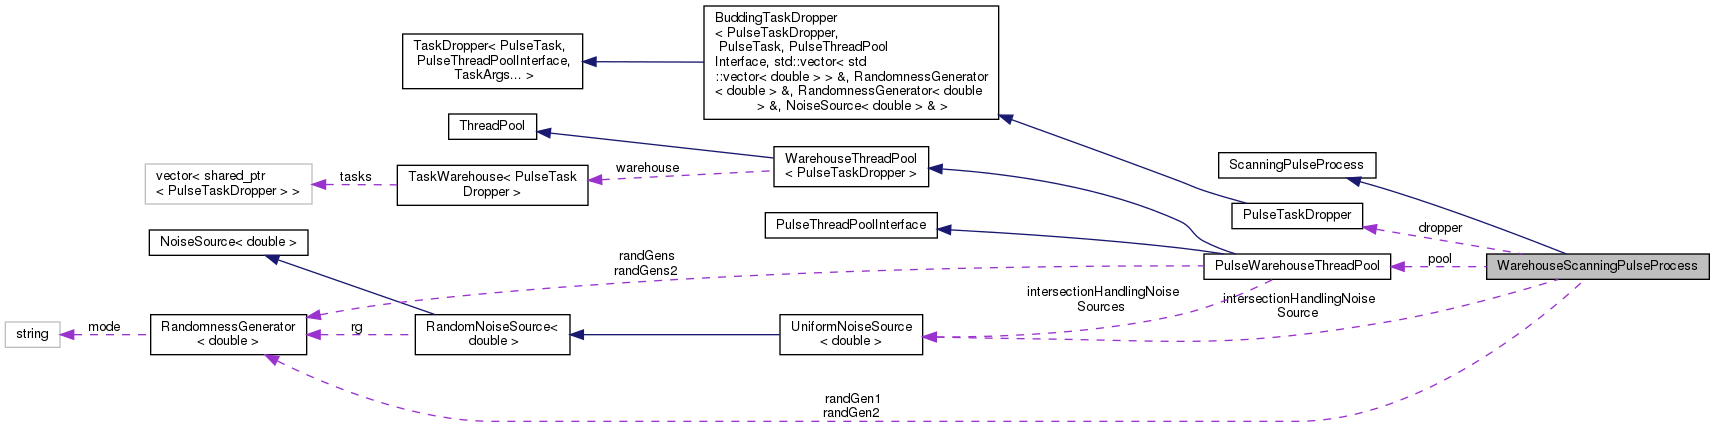 BuddingTaskDropper
< PulseTaskDropper,
PulseTask, PulseThreadPool
Interface, std::vector< std
::vector< double > > &, RandomnessGenerator
< double > &, RandomnessGenerator< double
> &, NoiseSource< double > & >
TaskDropper< PulseTask,
PulseThreadPoolInterface,
TaskArgs... >
ThreadPool
WarehouseThreadPool
< PulseTaskDropper >
ScanningPulseProcess
vector< shared_ptr
< PulseTaskDropper > >
tasks
TaskWarehouse< PulseTask
Dropper >
warehouse
PulseTaskDropper
PulseThreadPoolInterface
dropper
NoiseSource< double >
randGens
randGens2
PulseWarehouseThreadPool
pool
WarehouseScanningPulseProcess
intersectionHandlingNoise
Sources
intersectionHandlingNoise
Source
string
mode
RandomnessGenerator
< double >
rg
RandomNoiseSource<
double >
UniformNoiseSource
< double >
randGen1
randGen2